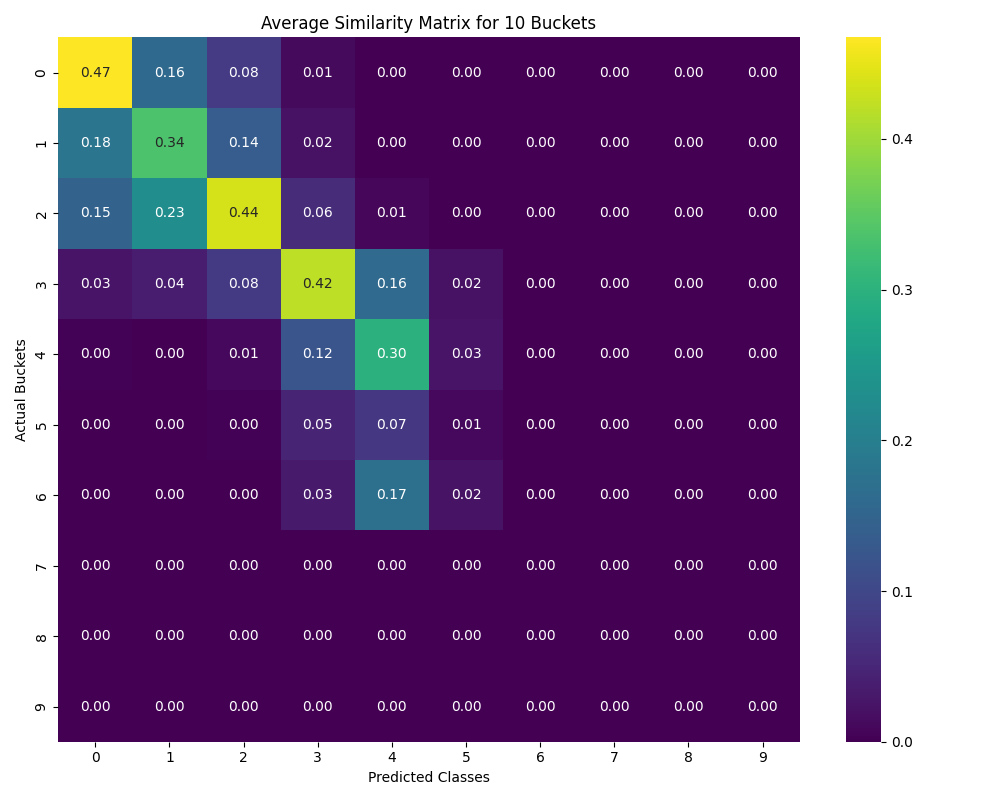 Average Similarity Matrix for 10 Buckets
0 0.47 0.16 0.08 0.01 0.00 0.00 0.00 0.00 0.00 0.00
1 0.18 0.34 0.14 0.02 0.00 0.00 0.00 0.00 0.00 0.00
2 0.15 0.23 0.44 0.06 0.01 0.00 0.00 0.00 0.00 0.00
3 0.03 0.04 0.08 0.42 0.16 0.02 0.00 0.00 0.00 0.00
4 0.00 0.00 0.01 0.12 0.30 0.03 0.00 0.00 0.00 0.00
5 0.00 0.00 0.00 0.05 0.07 0.01 0.00 0.00 0.00 0.00
6 0.00 0.00 0.00 0.03 0.17 0.02 0.00 0.00 0.00 0.00
7 0.00 0.00 0.00 0.00 0.00 0.00 0.00 0.00 0.00 0.00
8 0.00 0.00 0.00 0.00 0.00 0.00 0.00 0.00 0.00 0.00
9 0.00 0.00 0.00 0.00 0.00 0.00 0.00 0.00 0.00 0.00
0 1 2 3 4 5 6 7 8 9
Predicted Classes
Actual Buckets
0.4
0.3
0.2
0.1
0.0